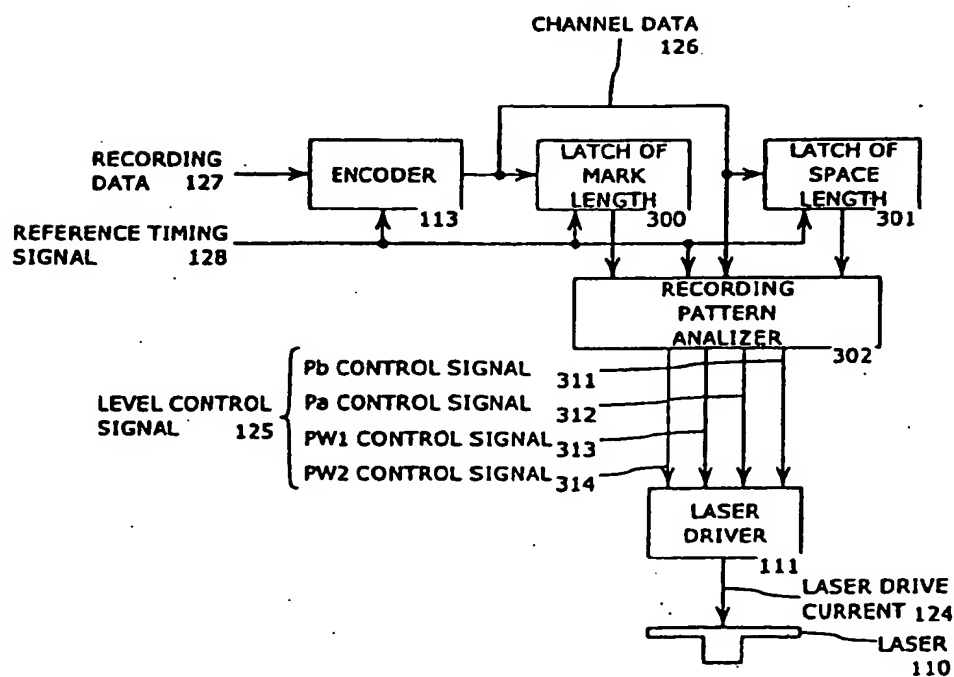 CHANNEL DATA
126
RECORDING
DATA 127
ENCODER
113
LATCH OF
MARK
LENGTH
300
LATCH OF
SPACE
LENGTH
301
REFERENCE TIMING
SIGNAL 128
RECORDING
PATTERN
ANALIZER
302
LEVEL CONTROL
SIGNAL 125
Pb CONTROL SIGNAL 311
Pa CONTROL SIGNAL 312
PW1 CONTROL SIGNAL 313
PW2 CONTROL SIGNAL 314
LASER
DRIVER
111
LASER DRIVE
CURRENT 124
LASER
110